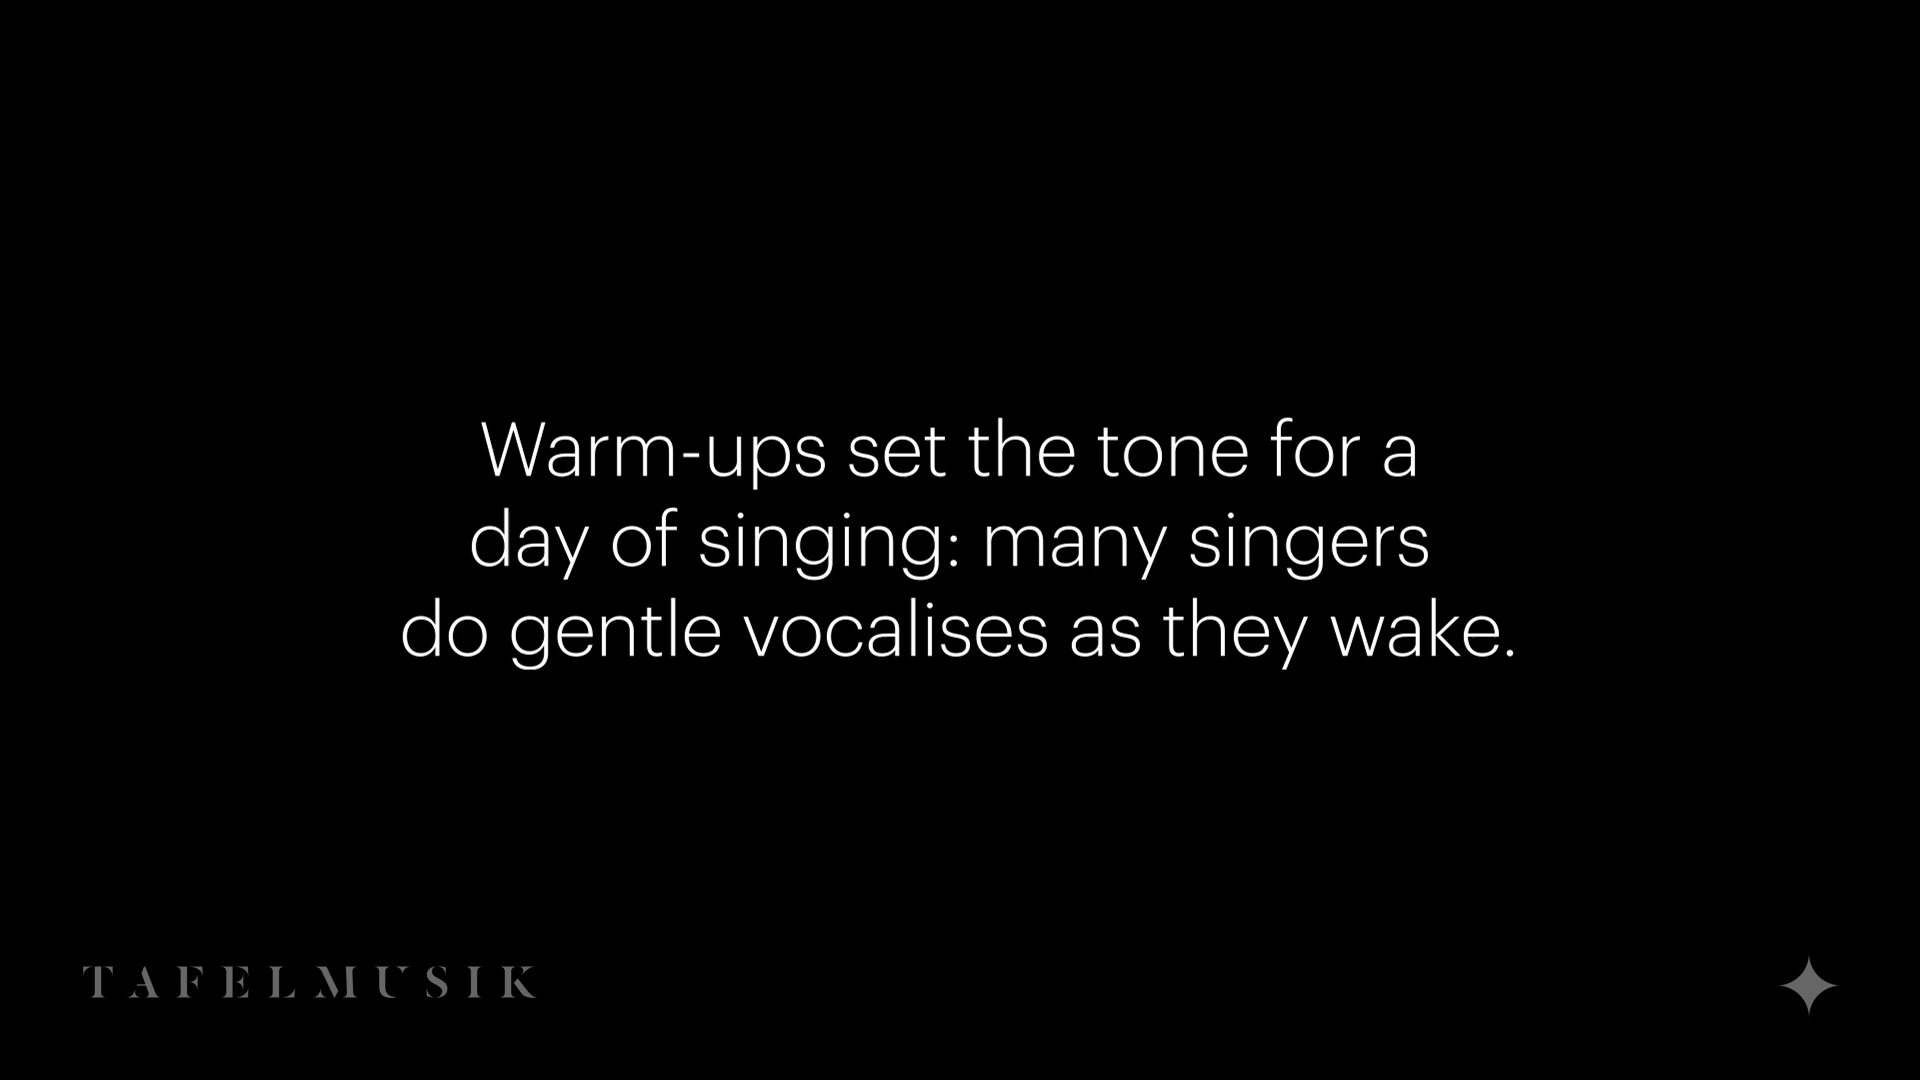 Warm-ups set the tone for a
day of singing: many singers
do gentle vocalises as they wake.
TAFELMUSIK